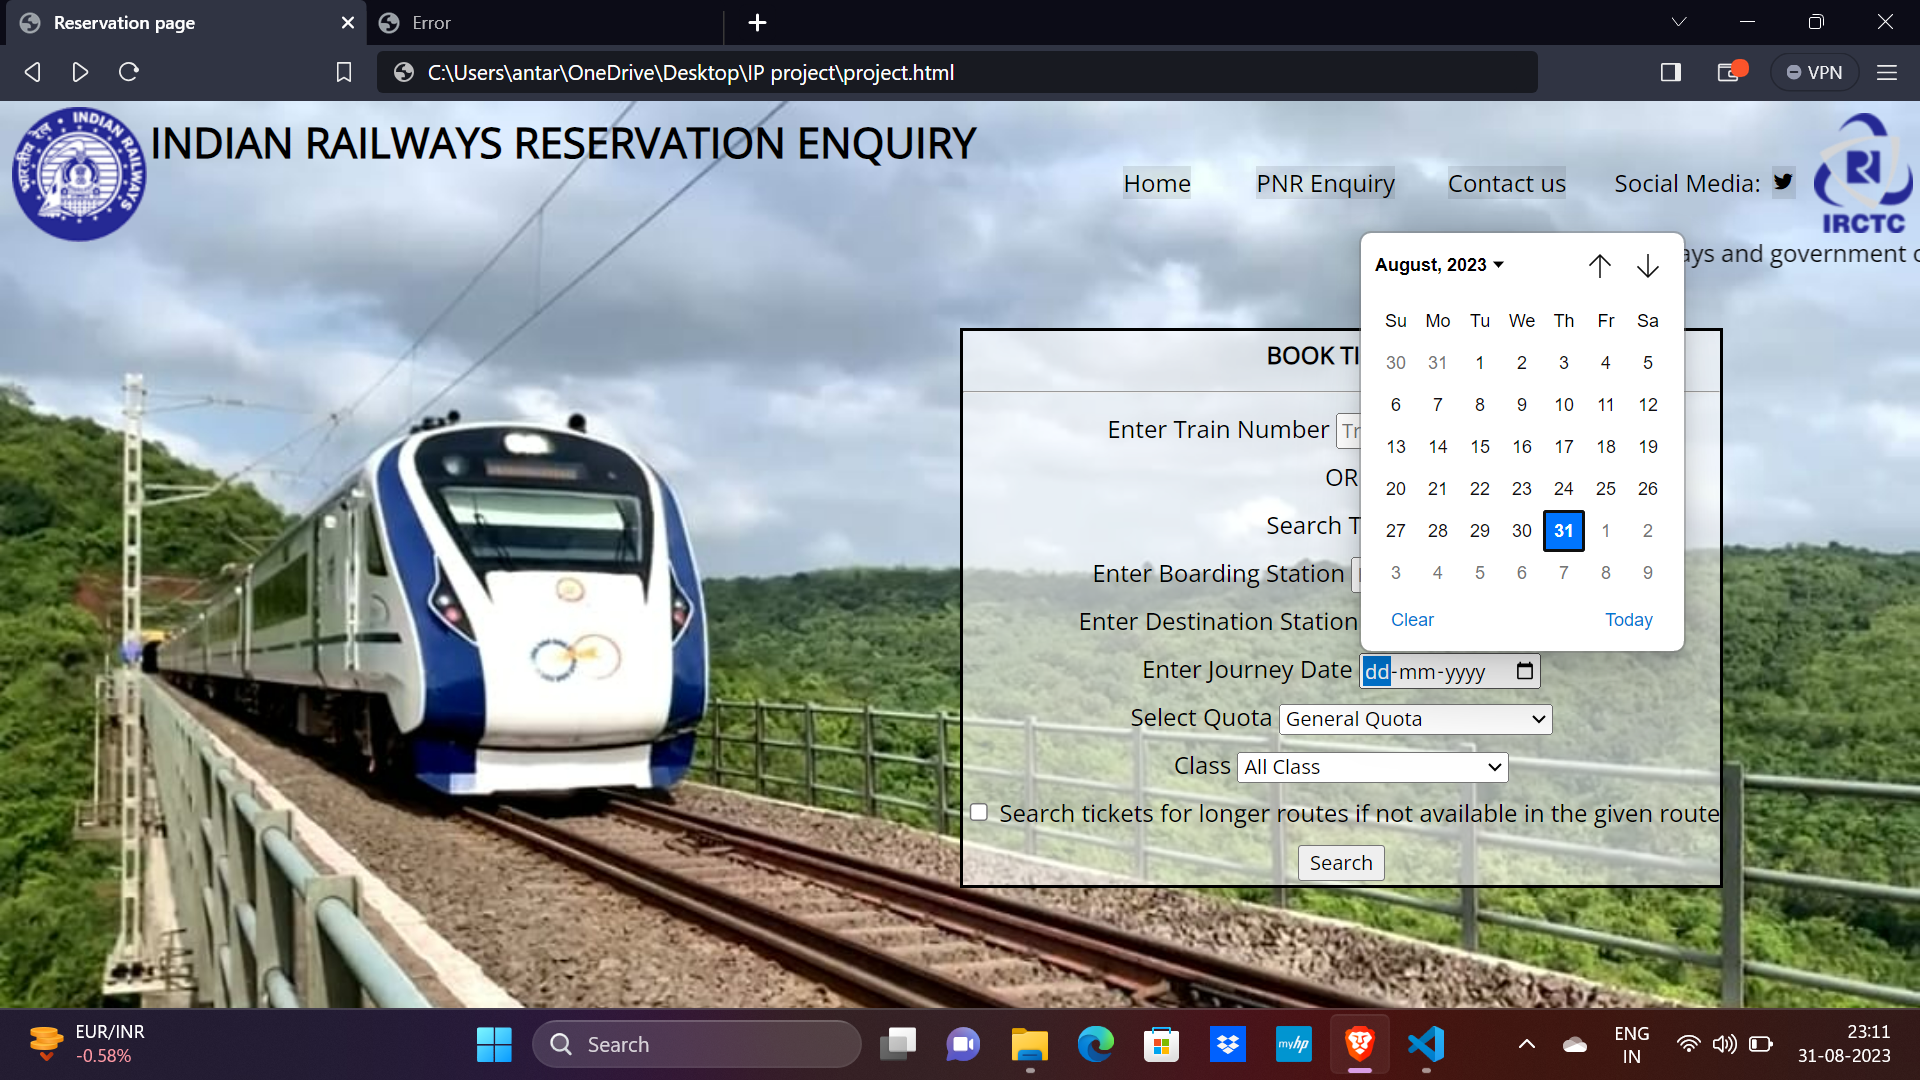 Reservation page
Error
C:\Users\antar\OneDrive\Desktop\IP project\project.html
VPN
INDIAN RAILWAYS
भारतीय रेल
INDIAN RAILWAYS RESERVATION ENQUIRY
Home
PNR Enquiry
Contact us
Social Media:
IRCTC
ays and government
August, 2023
Su Mo Tu We Th Fr Sa
30 31 1 2 3 4 5
6 7 8 9 10 11 12
13 14 15 16 17 18 19
20 21 22 23 24 25 26
27 28 29 30 31 1 2
3 4 5 6 7 8 9
Clear Today
BOOK TI
Enter Train Number Tr
OR
Search T
Enter Boarding Station
Enter Destination Station
Enter Journey Date dd-mm-yyyy
Select Quota General Quota
Class All Class
Search tickets for longer routes if not available in the given route
Search
EUR/INR
-0.58%
Search
myhp
ENG
IN
23:11
31-08-2023